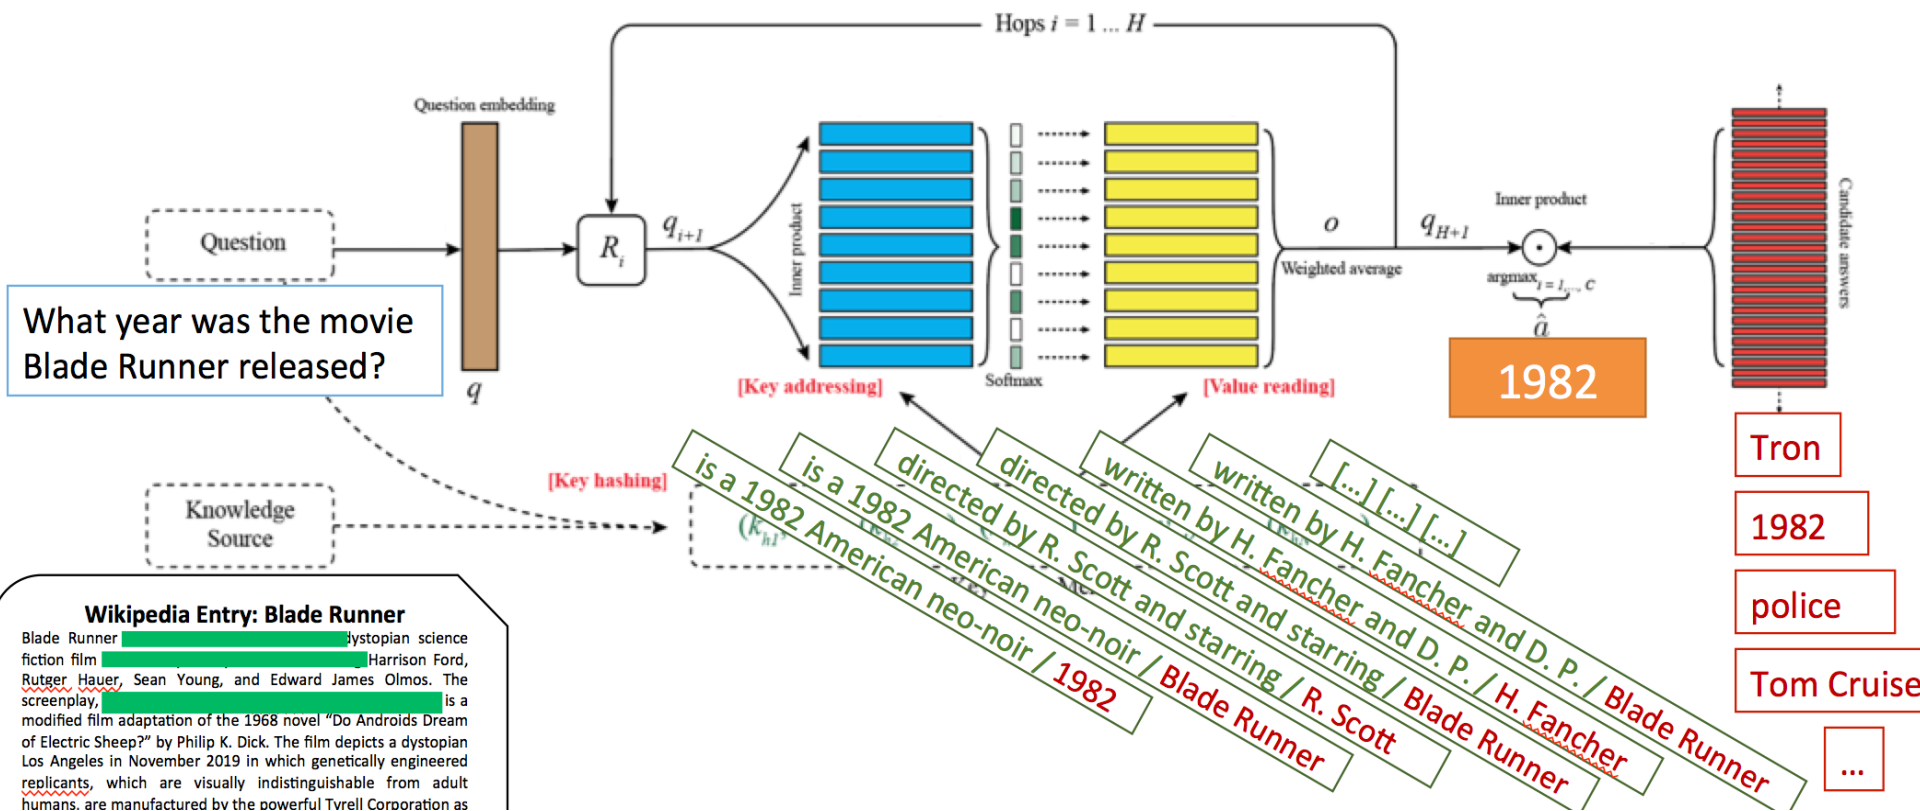 Hops i = 1 ... H
Question embedding
Question
q
R_i
q_{i+1}
Inner product
[Key addressing]
Softmax
[Value reading]
o
Weighted average
q_{H+1}
Inner product
argmax_{i = 1,..., C}
â
1982
Candidate answers
Tron
1982
police
Tom Cruise
...
What year was the movie
Blade Runner released?
Knowledge
Source
[Key hashing]
(k_{h1},
is a 1982 American neo-noir / 1982
is a 1982 American neo-noir / Blade Runner
directed by R. Scott and starring / R. Scott
directed by R. Scott and starring / Blade Runner
written by H. Fancher and D. P. / H. Fancher
written by H. Fancher and D. P. / Blade Runner
[...] [...] [...]
Wikipedia Entry: Blade Runner
Blade Runner dystopian science
fiction film Harrison Ford,
Rutger Hauer, Sean Young, and Edward James Olmos. The
screenplay, is a
modified film adaptation of the 1968 novel “Do Androids Dream
of Electric Sheep?” by Philip K. Dick. The film depicts a dystopian
Los Angeles in November 2019 in which genetically engineered
replicants, which are visually indistinguishable from adult
humans, are manufactured by the powerful Tyrell Corporation as